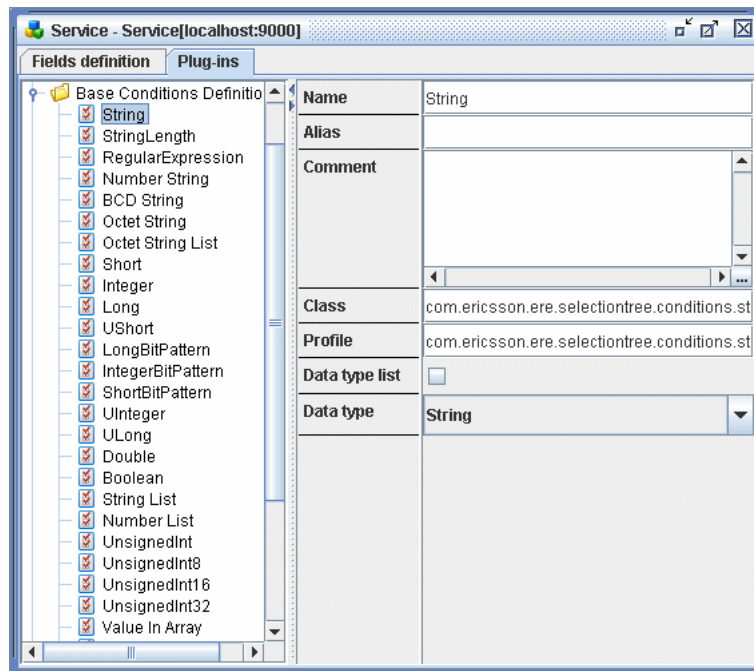 Service - Service[localhost:9000]
Fields definition
Plug-ins
Base Conditions Definitio
String
StringLength
RegularExpression
Number String
BCD String
Octet String
Octet String List
Short
Integer
Long
UShort
LongBitPattern
IntegerBitPattern
ShortBitPattern
UInteger
ULong
Double
Boolean
String List
Number List
UnsignedInt
UnsignedInt8
UnsignedInt16
UnsignedInt32
Value In Array
Name
String
Alias
Comment
...
Class
com.ericsson.ere.selectiontree.conditions.st
Profile
com.ericsson.ere.selectiontree.conditions.st
Data type list
Data type
String